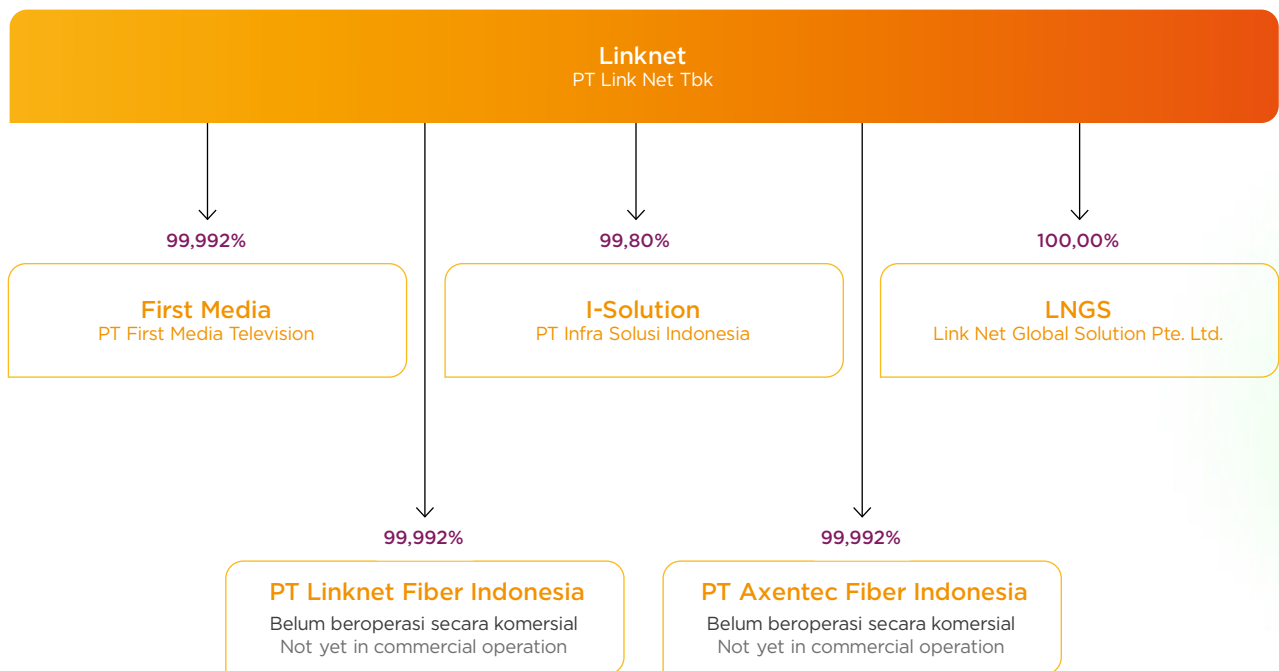 Linknet
PT Link Net Tbk
99,992%
99,80%
100,00%
First Media
PT First Media Television
I-Solution
PT Infra Solusi Indonesia
LNGS
Link Net Global Solution Pte. Ltd.
99,992%
99,992%
PT Linknet Fiber Indonesia
Belum beroperasi secara komersial
Not yet in commercial operation
PT Axentec Fiber Indonesia
Belum beroperasi secara komersial
Not yet in commercial operation